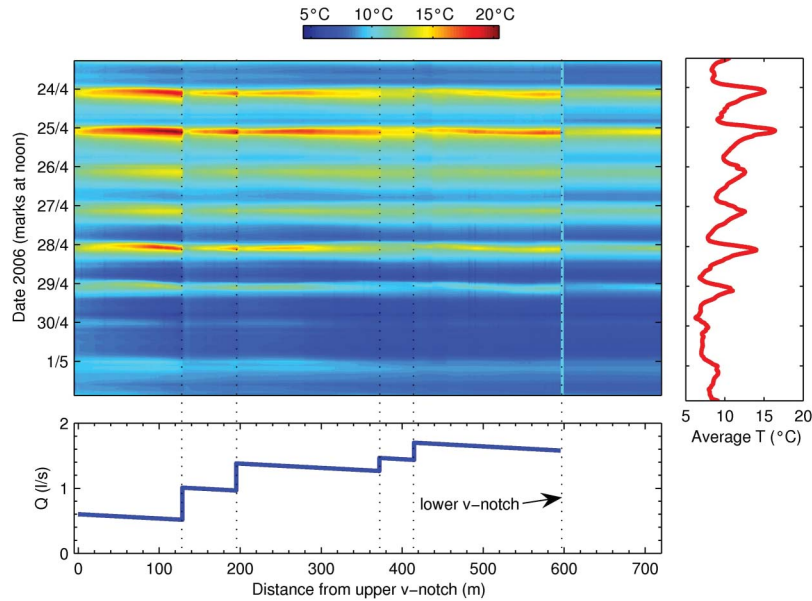 5°C 10°C 15°C 20°C
24/4
25/4
26/4
27/4
28/4
29/4
30/4
1/5
Date 2006 (marks at noon)
5 10 15 20
Average T (°C)
2
1
0
Q (l/s)
lower v−notch
0 100 200 300 400 500 600 700
Distance from upper v−notch (m)